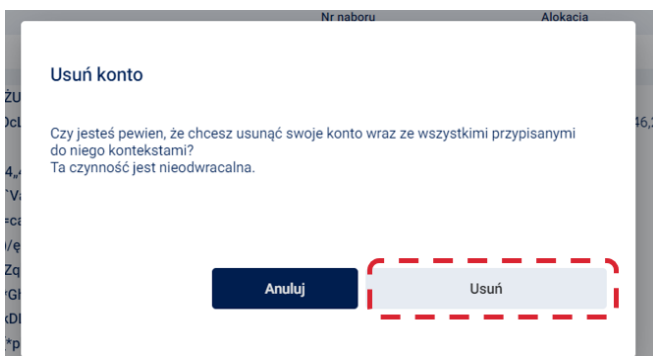 Nr naboru Alokacja
Usuń konto
Czy jesteś pewien, że chcesz usunąć swoje konto wraz ze wszystkimi przypisanymi
do niego kontekstami?
Ta czynność jest nieodwracalna.
Anuluj Usuń